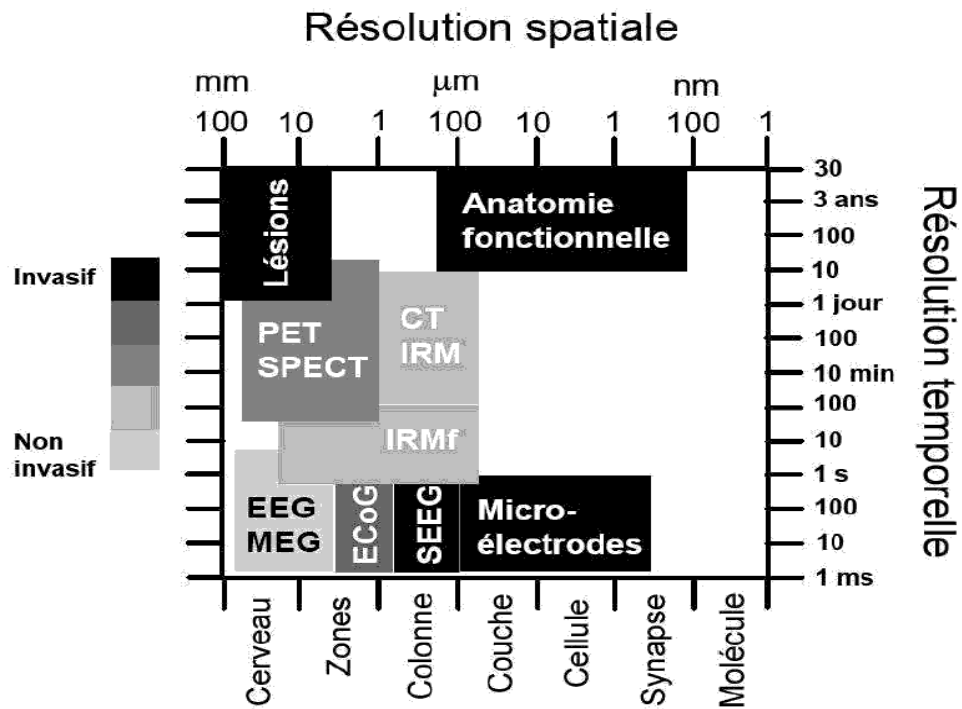 Résolution spatiale
mm μm nm
100 10 1 100 10 1 100 1
30
3 ans
100
10
1 jour
100
10 min
100
10
1 s
100
10
1 ms
Résolution temporelle
Invasif
Non
invasif
Lésions
Anatomie
fonctionnelle
PET
SPECT
CT
IRM
IRMf
EEG
MEG
ECoG
SEEG
Micro-
électrodes
Cerveau
Zones
Colonne
Couche
Cellule
Synapse
Molécule